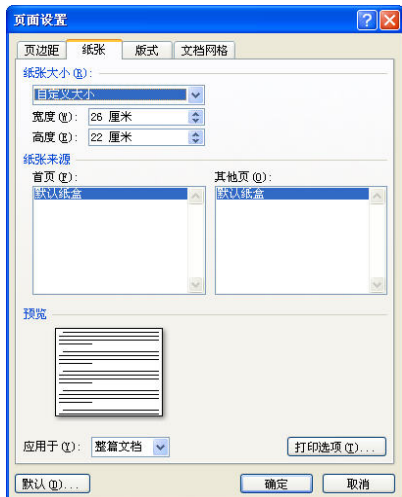 页面设置
页边距 纸张 版式 文档网格
纸张大小(R):
自定义大小
宽度(W): 26 厘米
高度(E): 22 厘米
纸张来源
首页(F): 其他页(O):
默认纸盒 默认纸盒
预览
应用于(Y): 整篇文档 打印选项(T)...
默认(D)... 确定 取消